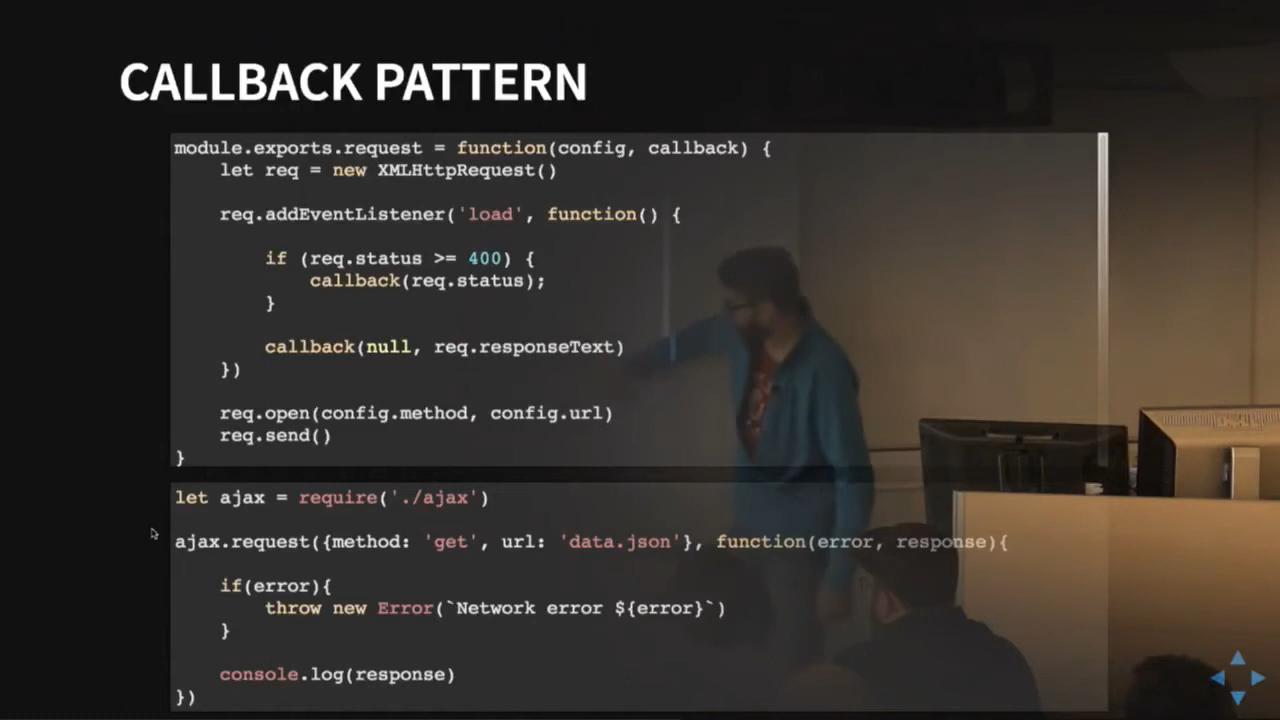 CALLBACK PATTERN
module.exports.request = function(config, callback) {
let req = new XMLHttpRequest()
req.addEventListener('load', function() {
if (req.status >= 400) {
callback(req.status);
}
callback(null, req.responseText)
})
req.open(config.method, config.url)
req.send()
}
let ajax = require('./ajax')
ajax.request({method: 'get', url: 'data.json'}, function(error, response){
if(error){
throw new Error(`Network error ${error}`)
}
console.log(response)
})